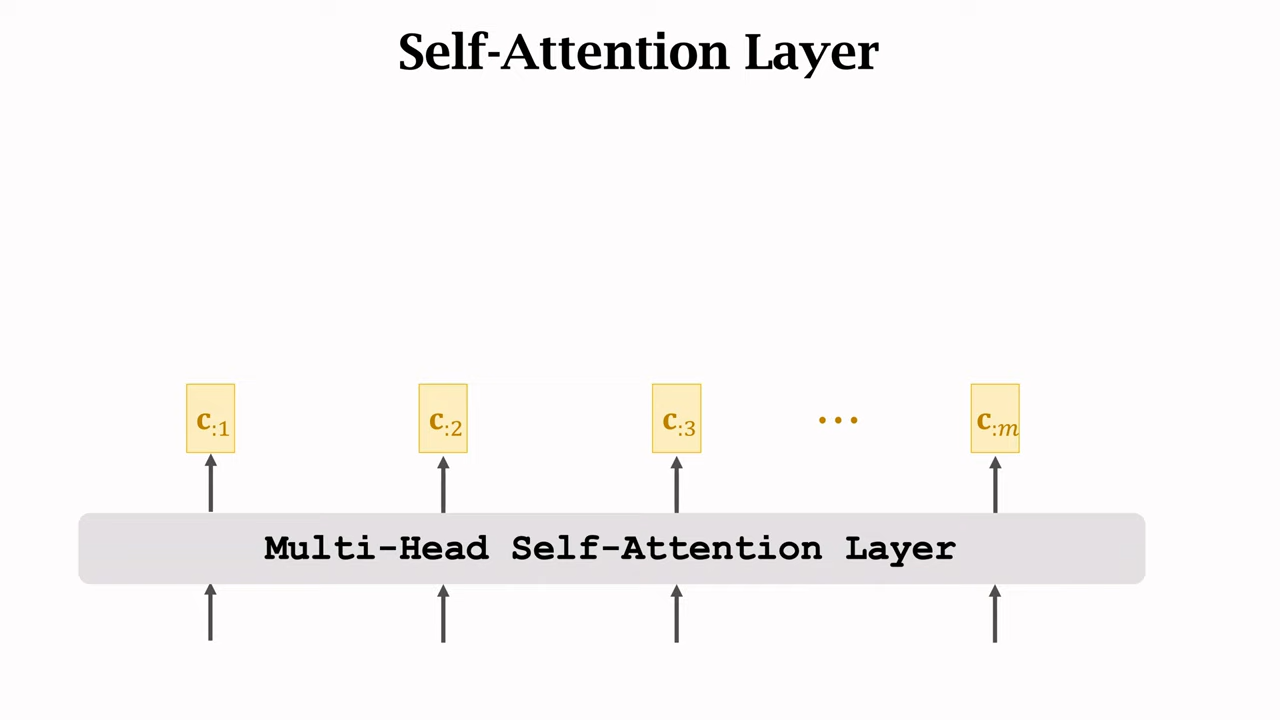 Self-Attention Layer
c:1 c:2 c:3 ··· c:m
Multi-Head Self-Attention Layer